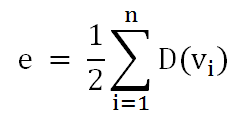 e = 1/2 ∑_{i=1}^{n} D(v_i)